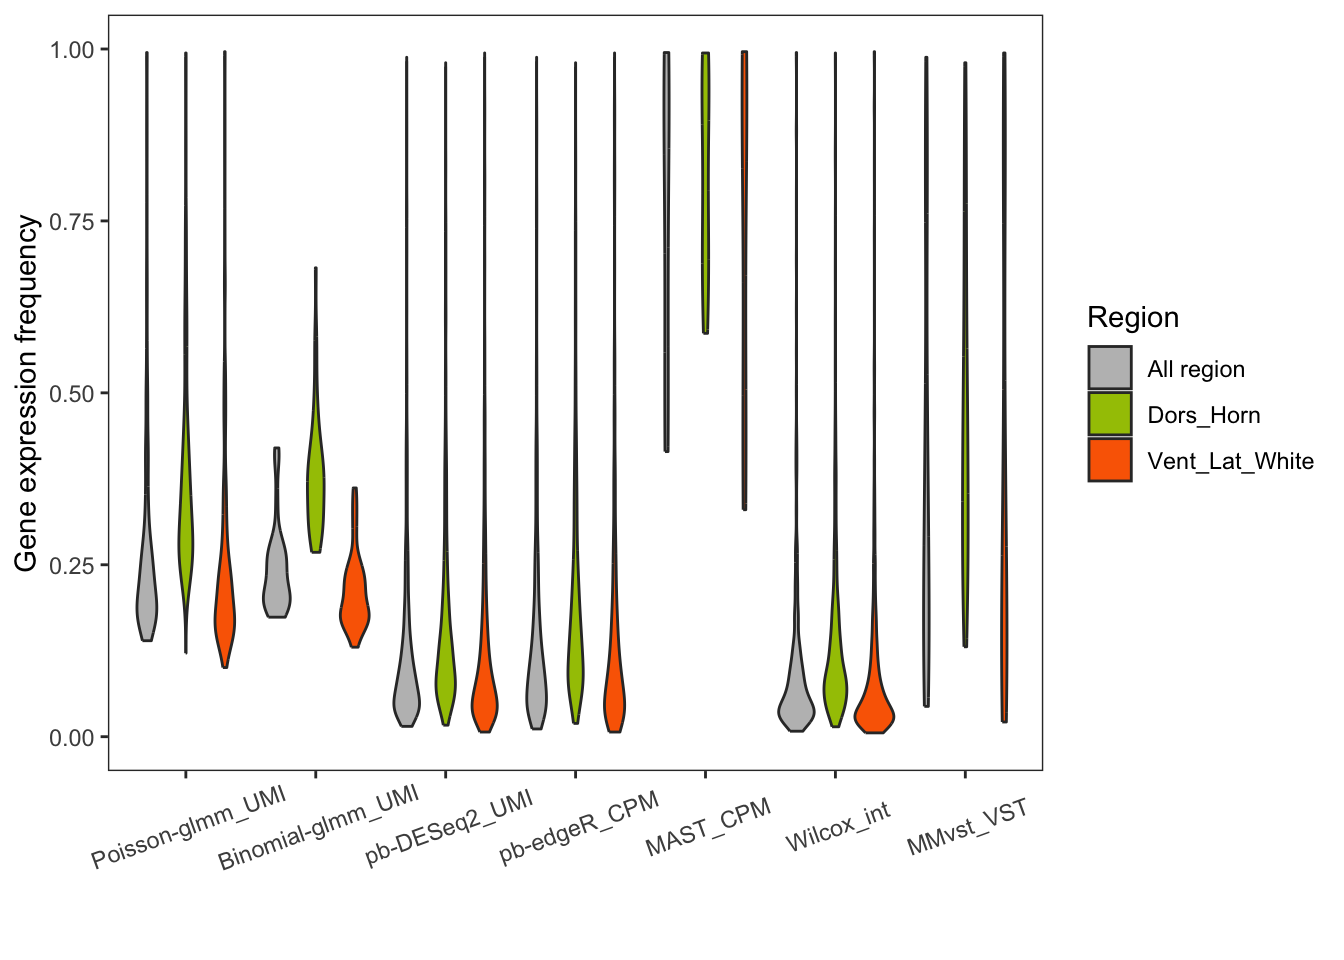 Gene expression frequency
1.00
0.75
0.50
0.25
0.00
Poisson-glmm_UMI
Binomial-glmm_UMI
pb-DESeq2_UMI
pb-edgeR_CPM
MAST_CPM
Wilcox_int
MMvst_VST
Region
All region
Dors_Horn
Vent_Lat_White